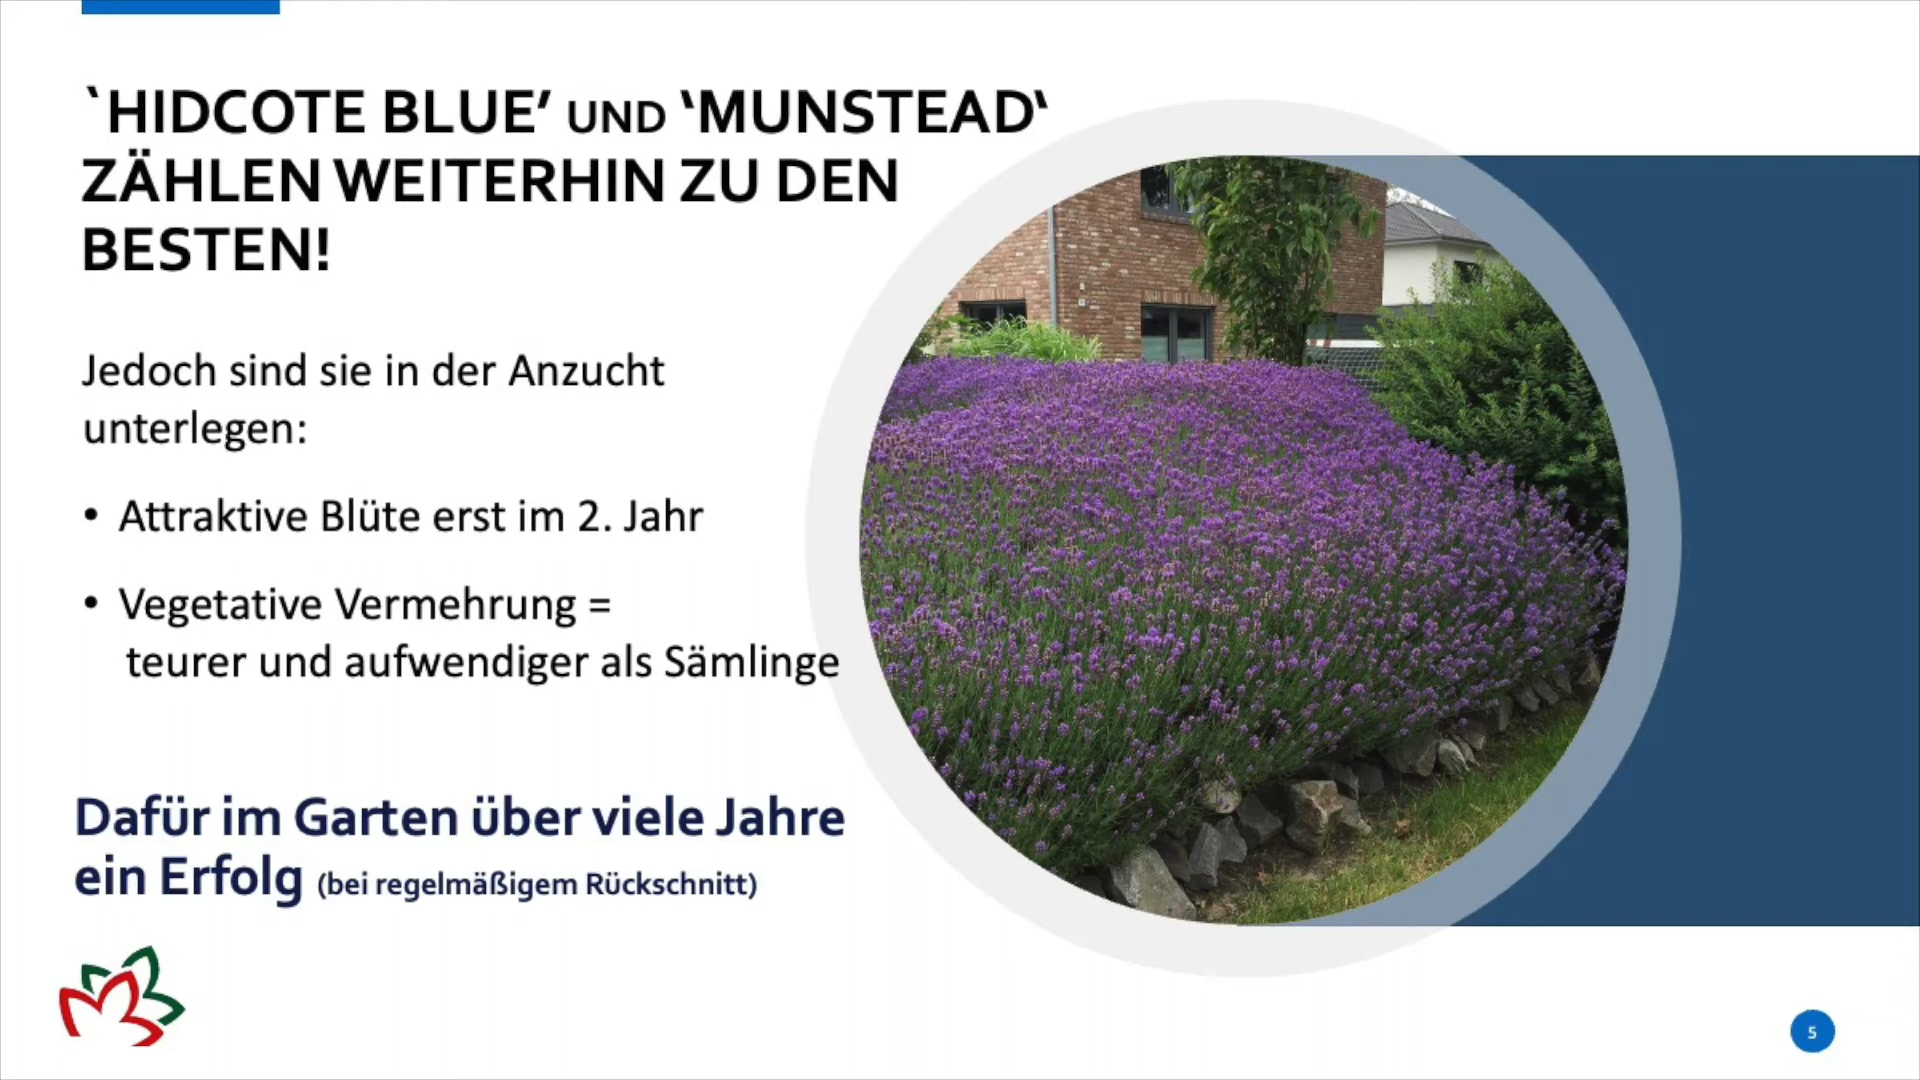 `HIDCOTE BLUE’ UND ‘MUNSTEAD‘
ZÄHLEN WEITERHIN ZU DEN
BESTEN!
Jedoch sind sie in der Anzucht
unterlegen:
• Attraktive Blüte erst im 2. Jahr
• Vegetative Vermehrung =
teurer und aufwendiger als Sämlinge
Dafür im Garten über viele Jahre
ein Erfolg (bei regelmäßigem Rückschnitt)
5